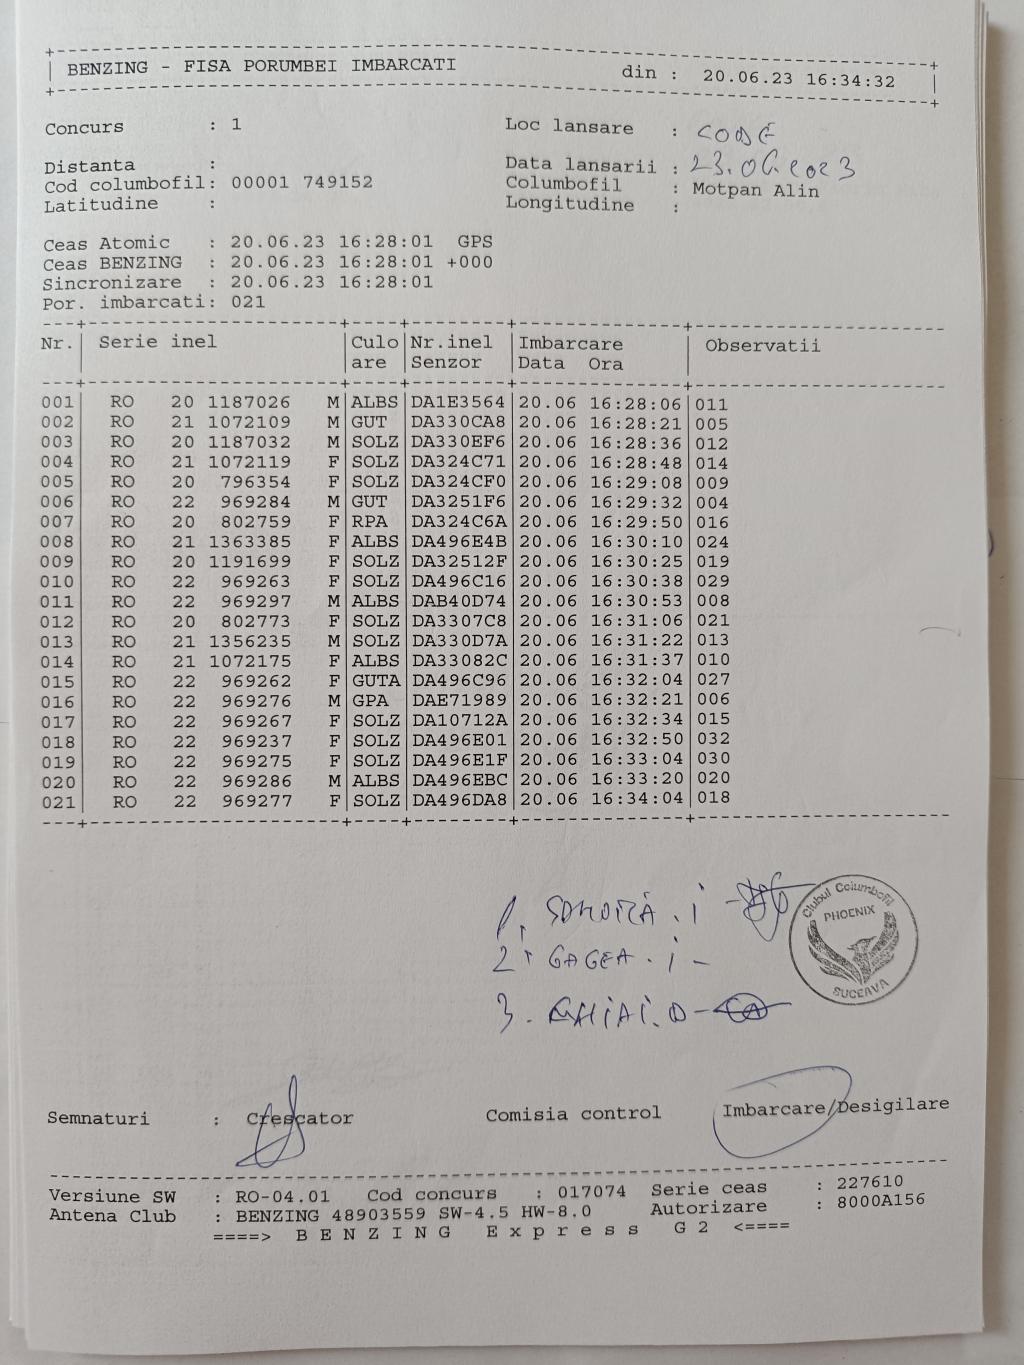 BENZING - FISA PORUMBEI IMBARCATI din : 20.06.23 16:34:32
Concurs : 1 Loc lansare :
Distanta : Data lansarii : 23.06.2023
Cod columbofil: 00001 749152 Columbofil : Motpan Alin
Latitudine : Longitudine :
Ceas Atomic : 20.06.23 16:28:01 GPS
Ceas BENZING : 20.06.23 16:28:01 +000
Sincronizare : 20.06.23 16:28:01
Por. imbarcati: 021
Nr. Serie inel Culo Nr.inel Imbarcare Observatii
are Senzor Data Ora
001 RO 20 1187026 M ALBS DA1E3564 20.06 16:28:06 011
002 RO 21 1072109 M GUT DA330CA8 20.06 16:28:21 005
003 RO 20 1187032 M SOLZ DA330EF6 20.06 16:28:36 012
004 RO 21 1072119 F SOLZ DA324C71 20.06 16:28:48 014
005 RO 20 796354 F SOLZ DA324CF0 20.06 16:29:08 009
006 RO 22 969284 M GUT DA3251F6 20.06 16:29:32 004
007 RO 20 802759 F RPA DA324C6A 20.06 16:29:50 016
008 RO 21 1363385 F ALBS DA496E4B 20.06 16:30:10 024
009 RO 20 1191699 F SOLZ DA32512F 20.06 16:30:25 019
010 RO 22 969263 F SOLZ DA496C16 20.06 16:30:38 029
011 RO 22 969297 M ALBS DAB40D74 20.06 16:30:53 008
012 RO 20 802773 F SOLZ DA3307C8 20.06 16:31:06 021
013 RO 21 1356235 M SOLZ DA330D7A 20.06 16:31:22 013
014 RO 21 1072175 F ALBS DA33082C 20.06 16:31:37 010
015 RO 22 969262 F GUTA DA496C96 20.06 16:32:04 027
016 RO 22 969276 M GPA DAE71989 20.06 16:32:21 006
017 RO 22 969267 F SOLZ DA10712A 20.06 16:32:34 015
018 RO 22 969237 F SOLZ DA496E01 20.06 16:32:50 032
019 RO 22 969275 F SOLZ DA496E1F 20.06 16:33:04 030
020 RO 22 969286 M ALBS DA496EBC 20.06 16:33:20 020
021 RO 22 969277 F SOLZ DA496DA8 20.06 16:34:04 018
1.
2. GAGEA . i -
3.
Clubul Columbofil
PHOENIX
SUCEAVA
Semnaturi : Crescator Comisia control Imbarcare/Desigilare
Versiune SW : RO-04.01 Cod concurs : 017074 Serie ceas : 227610
Antena Club : BENZING 48903559 SW-4.5 HW-8.0 Autorizare : 8000A156
====> B E N Z I N G E x p r e s s G 2 <====